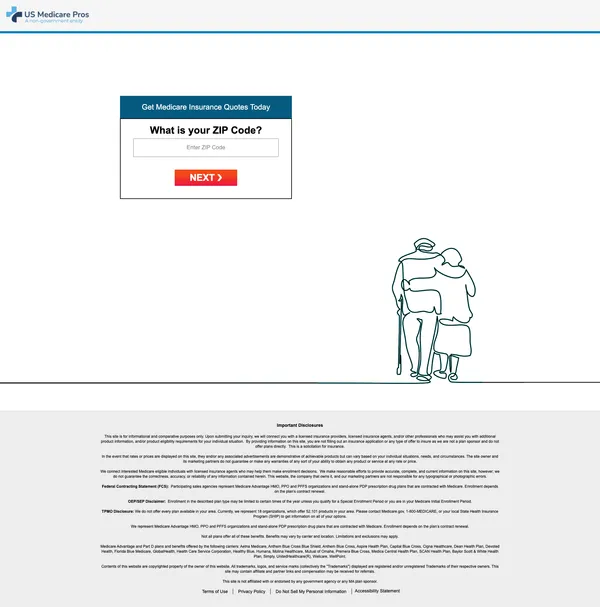 US Medicare Pros
A non-government entity
Get Medicare Insurance Quotes Today
What is your ZIP Code?
Enter ZIP Code
NEXT ❯
Important Disclosures
This site is for informational and comparative purposes only. Upon submitting your inquiry, we will connect you with a licensed insurance providers, licensed insurance agents, and/or other professionals who may assist you with additional
product information, and/or product eligibility requirements for your individual situation. By providing information on this site, you are not filling out an insurance application or any type of offer to insure as we are not a plan sponsor and do not
offer plans directly. This is a solicitation for insurance.
In the event that rates or prices are displayed on this site, they and/or any associated advertisements are demonstrative of achievable products but can vary based on your individual situations, needs, and circumstances. The site owner and
its marketing partners do not guarantee or make any warranties of any sort of your ability to obtain any product or service at any rate or price.
We connect interested Medicare eligible individuals with licensed insurance agents who may help them make enrollment decisions. We make reasonable efforts to provide accurate, complete, and current information on this site, however, we
do not guarantee the correctness, accuracy, or reliability of any information contained herein. This website, the company that owns it, and our marketing partners are not responsible for any typographical or photographic errors.
Federal Contracting Statement (FCS): Participating sales agencies represent Medicare Advantage HMO, PPO and PFFS organizations and stand-alone PDP prescription drug plans that are contracted with Medicare. Enrollment depends
on the plan's contract renewal.
OEP/SEP Disclaimer: Enrollment in the described plan type may be limited to certain times of the year unless you qualify for a Special Enrollment Period or you are in your Medicare Initial Enrollment Period.
TPMO Disclosure: We do not offer every plan available in your area. Currently, we represent 18 organizations, which offer 52,101 products in your area. Please contact Medicare.gov, 1-800-MEDICARE, or your local State Health Insurance
Program (SHIP) to get information on all of your options.
We represent Medicare Advantage HMO, PPO and PFFS organizations and stand-alone PDP prescription drug plans that are contracted with Medicare. Enrollment depends on the plan's contract renewal.
Not all plans offer all of these benefits. Benefits may vary by carrier and location. Limitations and exclusions may apply.
Medicare Advantage and Part D plans and benefits offered by the following carriers: Aetna Medicare, Anthem Blue Cross Blue Shield, Anthem Blue Cross, Aspire Health Plan, Capital Blue Cross, Cigna Healthcare, Dean Health Plan, Devoted
Health, Florida Blue Medicare, GlobalHealth, Health Care Service Corporation, Healthy Blue, Humana, Molina Healthcare, Mutual of Omaha, Premera Blue Cross, Medica Central Health Plan, SCAN Health Plan, Baylor Scott & White Health
Plan, Simply, UnitedHealthcare(R), Wellcare, WellPoint.
Contents of this website are copyrighted property of the owner of this website. All trademarks, logos, and service marks (collectively the "Trademarks") displayed are registered and/or unregistered Trademarks of their respective owners. This
site may contain affiliate and partner links and compensation may be received for referrals.
This site is not affiliated with or endorsed by any government agency or any MA plan sponsor.
Terms of Use | Privacy Policy | Do Not Sell My Personal Information | Accessibility Statement